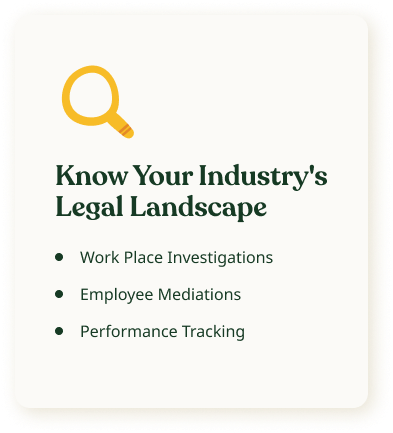 Know Your Industry's
Legal Landscape
Work Place Investigations
Employee Mediations
Performance Tracking